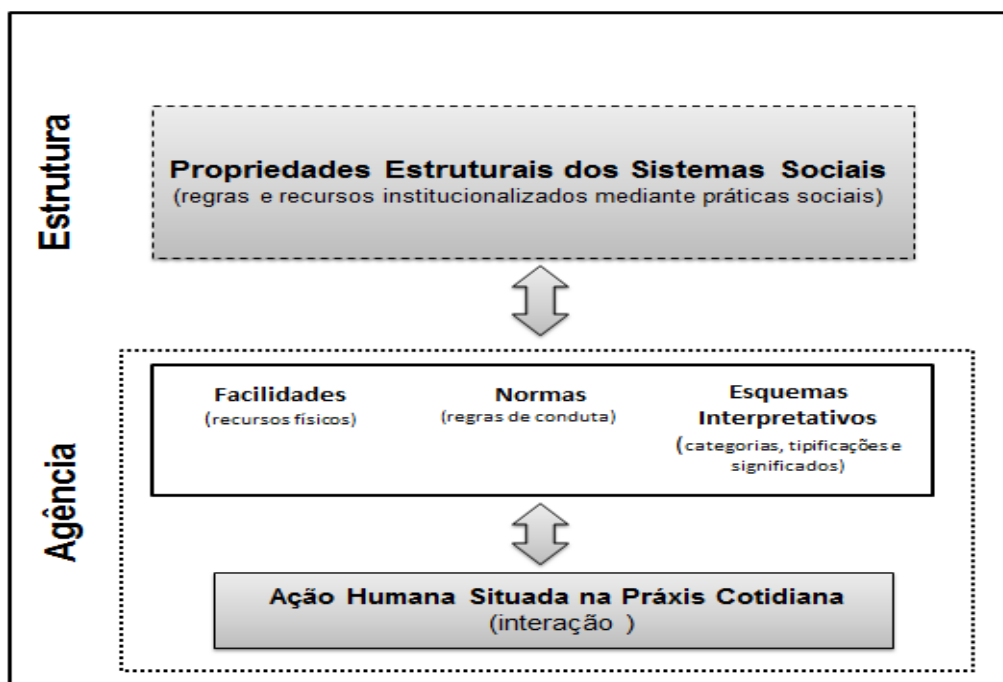 Estrutura
Propriedades Estruturais dos Sistemas Sociais
(regras e recursos institucionalizados mediante práticas sociais)
Agência
Facilidades
(recursos físicos)
Normas
(regras de conduta)
Esquemas
Interpretativos
(categorias, tipificações e
significados)
Ação Humana Situada na Práxis Cotidiana
(interação )